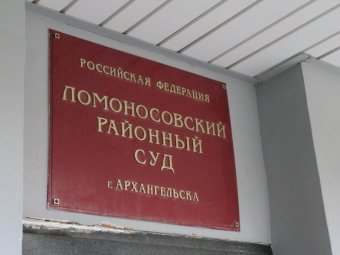 РОССИЙСКАЯ ФЕДЕРАЦИЯ
ЛОМОНОСОВСКИЙ
РАЙОННЫЙ
СУД
г. АРХАНГЕЛЬСКА